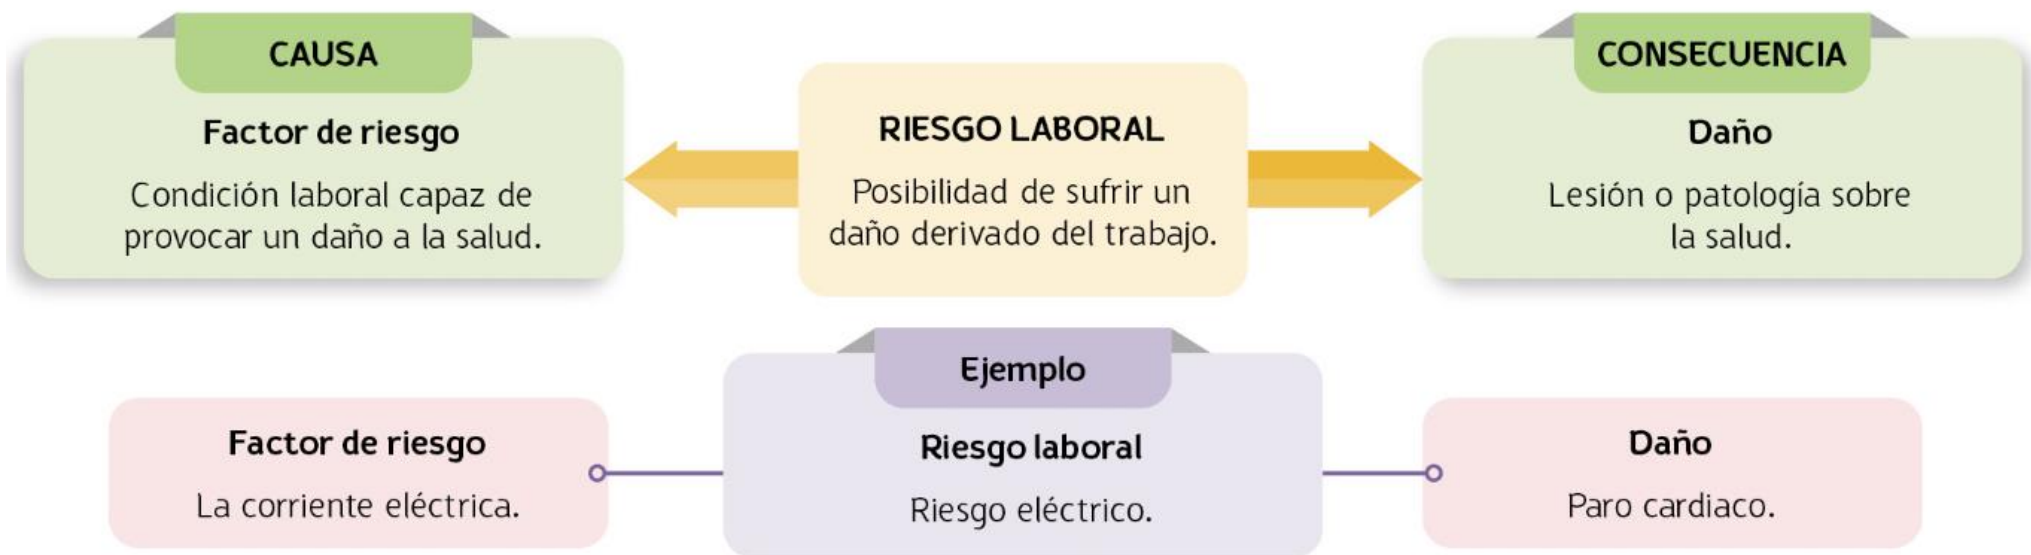 CAUSA
Factor de riesgo
Condición laboral capaz de
provocar un daño a la salud.
RIESGO LABORAL
Posibilidad de sufrir un
daño derivado del trabajo.
CONSECUENCIA
Daño
Lesión o patología sobre
la salud.
Ejemplo
Factor de riesgo
La corriente eléctrica.
Riesgo laboral
Riesgo eléctrico.
Daño
Paro cardiaco.